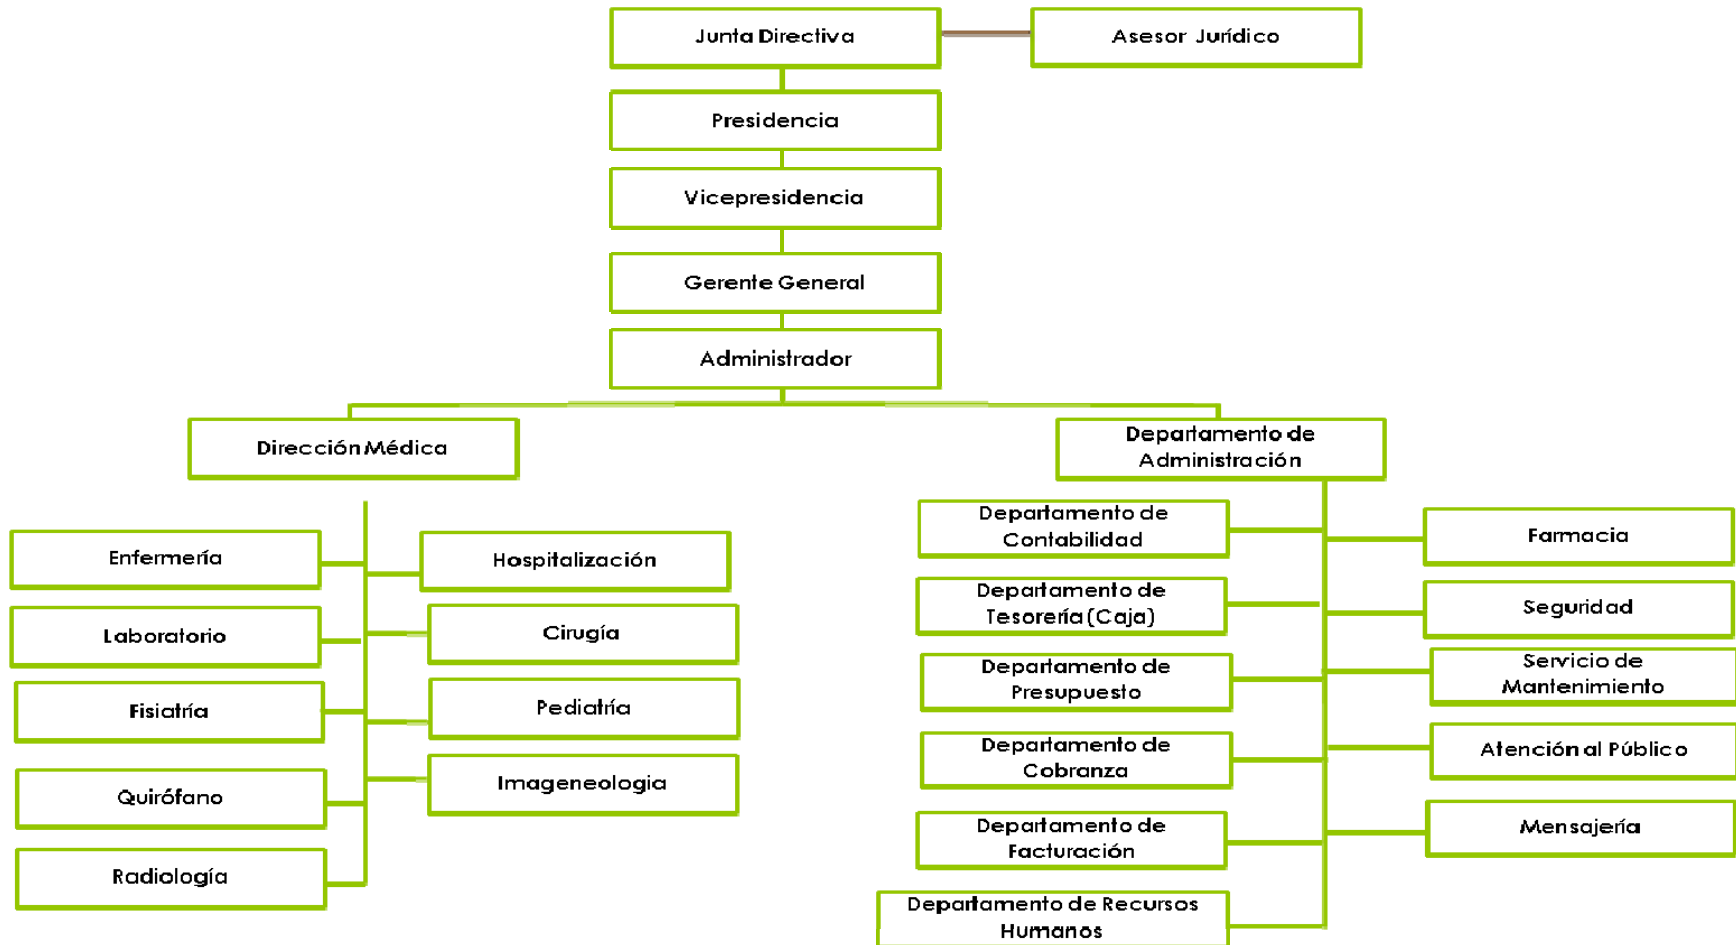 Junta Directiva
Asesor Jurídico
Presidencia
Vicepresidencia
Gerente General
Administrador
Dirección Médica
Departamento de
Administración
Enfermería
Hospitalización
Laboratorio
Cirugía
Fisiatría
Pediatría
Quirófano
Imageneologia
Radiología
Departamento de
Contabilidad
Farmacia
Departamento de
Tesorería (Caja)
Seguridad
Departamento de
Presupuesto
Servicio de
Mantenimiento
Departamento de
Cobranza
Atención al Público
Departamento de
Facturación
Mensajería
Departamento de Recursos
Humanos